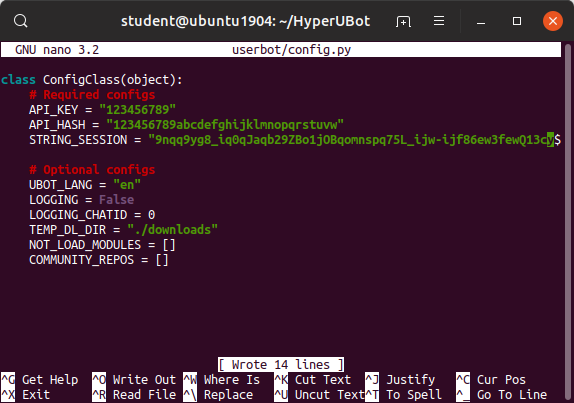 student@ubuntu1904: ~/HyperUBot
GNU nano 3.2 userbot/config.py
class ConfigClass(object):
# Required configs
API_KEY = "123456789"
API_HASH = "123456789abcdefghijklmnopqrstuvw"
STRING_SESSION = "9nqq9yg8_iq0qJaqb29ZBo1jOBqomnspq75L_ijw-ijf86ew3fewQ13cy$
# Optional configs
UBOT_LANG = "en"
LOGGING = False
LOGGING_CHATID = 0
TEMP_DL_DIR = "./downloads"
NOT_LOAD_MODULES = []
COMMUNITY_REPOS = []
[ Wrote 14 lines ]
^G Get Help ^O Write Out ^W Where Is ^K Cut Text ^J Justify ^C Cur Pos
^X Exit ^R Read File ^\ Replace ^U Uncut Text ^T To Spell ^_ Go To Line